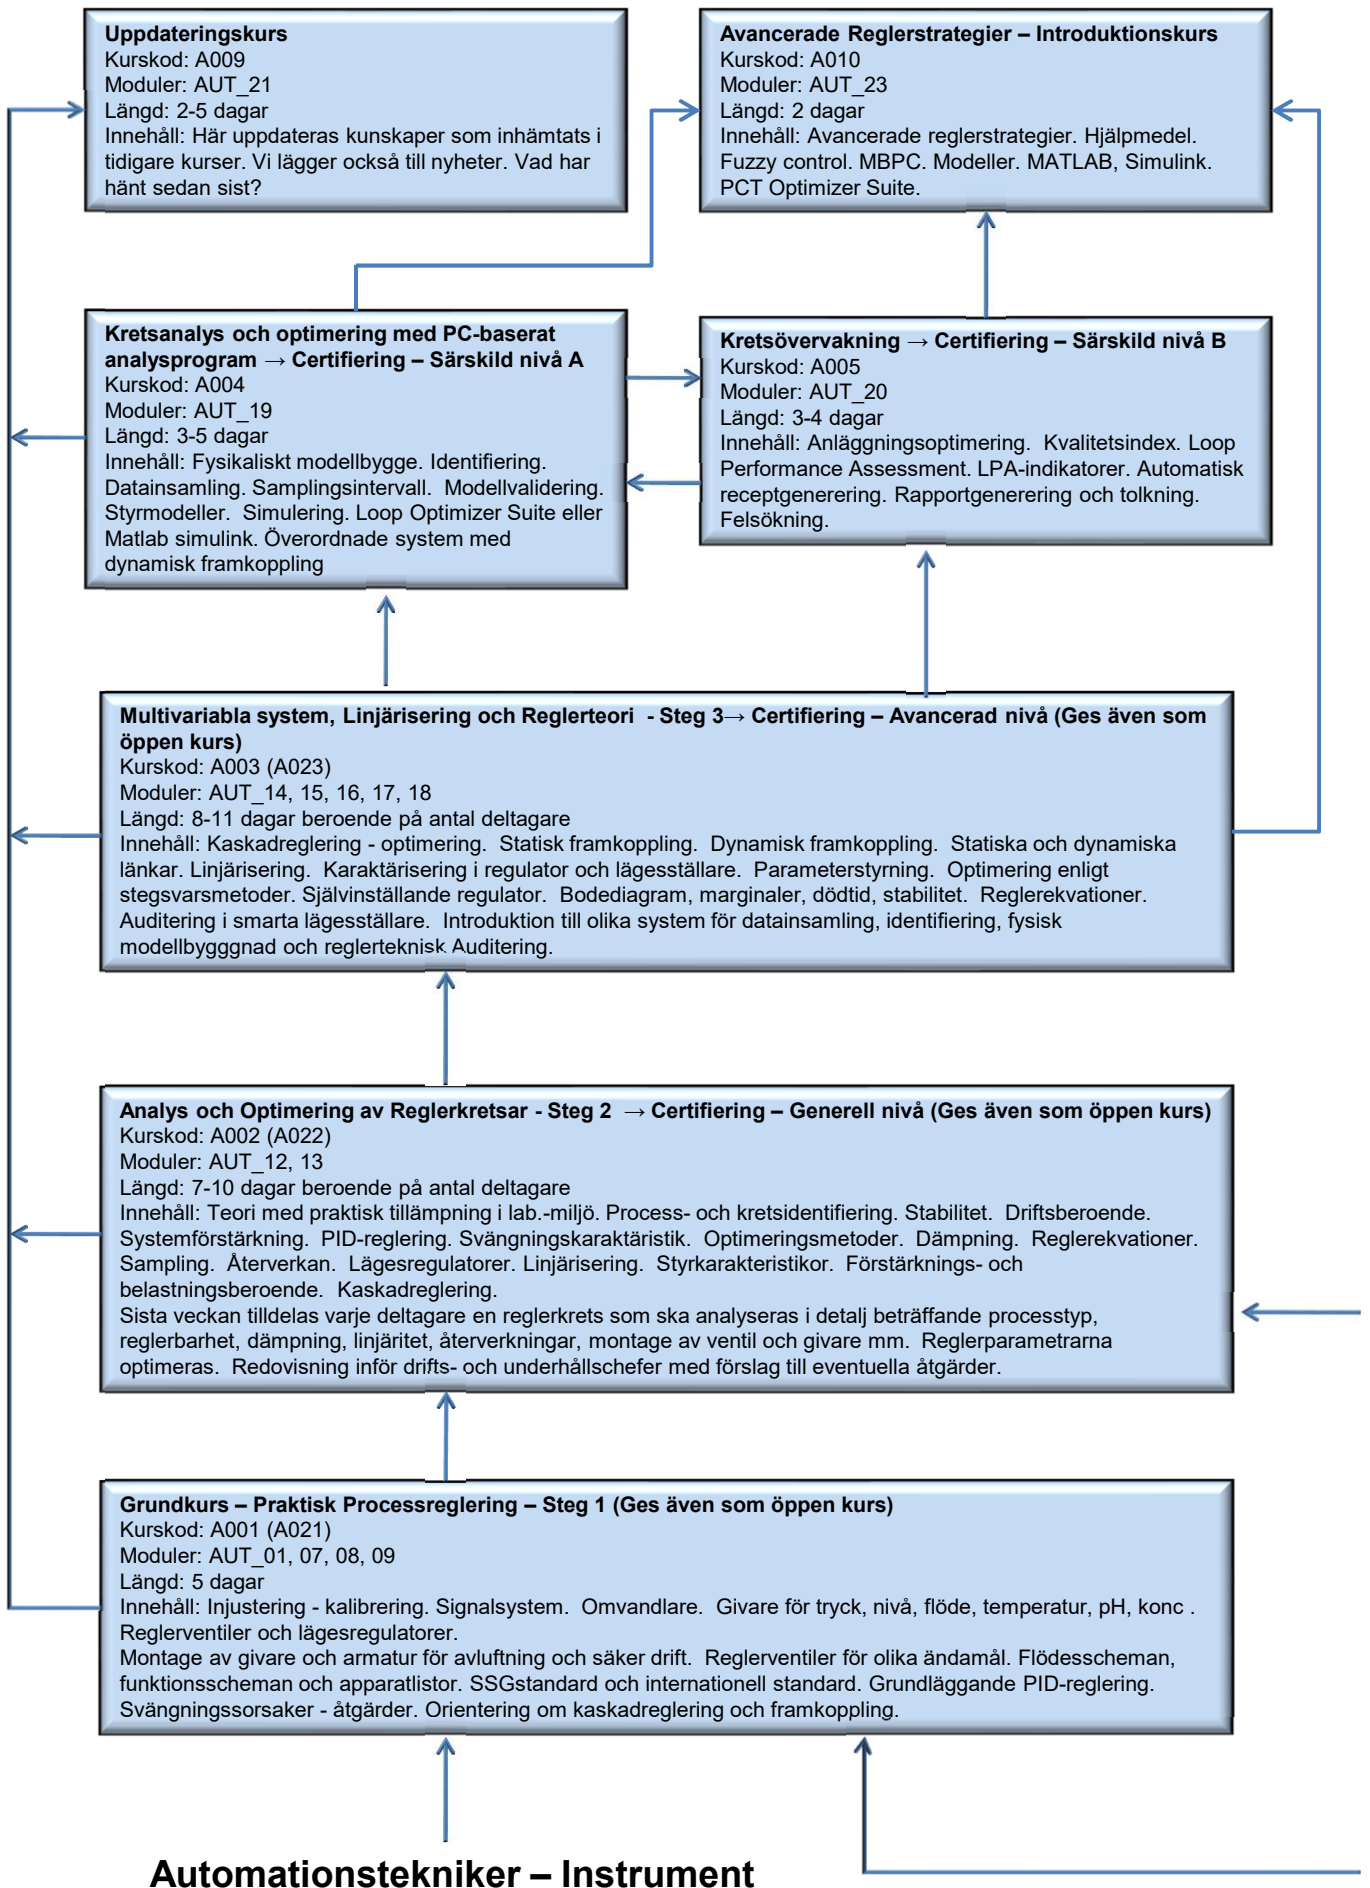 Uppdateringskurs
Kurskod: A009
Moduler: AUT_21
Längd: 2-5 dagar
Innehåll: Här uppdateras kunskaper som inhämtats i
tidigare kurser. Vi lägger också till nyheter. Vad har
hänt sedan sist?
Avancerade Reglerstrategier – Introduktionskurs
Kurskod: A010
Moduler: AUT_23
Längd: 2 dagar
Innehåll: Avancerade reglerstrategier. Hjälpmedel.
Fuzzy control. MBPC. Modeller. MATLAB, Simulink.
PCT Optimizer Suite.
Kretsanalys och optimering med PC-baserat
analysprogram → Certifiering – Särskild nivå A
Kurskod: A004
Moduler: AUT_19
Längd: 3-5 dagar
Innehåll: Fysikaliskt modellbygge. Identifiering.
Datainsamling. Samplingsintervall. Modellvalidering.
Styrmodeller. Simulering. Loop Optimizer Suite eller
Matlab simulink. Överordnade system med
dynamisk framkoppling
Kretsövervakning → Certifiering – Särskild nivå B
Kurskod: A005
Moduler: AUT_20
Längd: 3-4 dagar
Innehåll: Anläggningsoptimering. Kvalitetsindex. Loop
Performance Assessment. LPA-indikatorer. Automatisk
receptgenerering. Rapportgenerering och tolkning.
Felsökning.
Multivariabla system, Linjärisering och Reglerteori - Steg 3→ Certifiering – Avancerad nivå (Ges även som
öppen kurs)
Kurskod: A003 (A023)
Moduler: AUT_14, 15, 16, 17, 18
Längd: 8-11 dagar beroende på antal deltagare
Innehåll: Kaskadreglering - optimering. Statisk framkoppling. Dynamisk framkoppling. Statiska och dynamiska
länkar. Linjärisering. Karaktärisering i regulator och lägesställare. Parameterstyrning. Optimering enligt
stegsvarsmetoder. Självinställande regulator. Bodediagram, marginaler, dödtid, stabilitet. Reglerekvationer.
Auditering i smarta lägesställare. Introduktion till olika system för datainsamling, identifiering, fysisk
modellbygggnad och reglerteknisk Auditering.
Analys och Optimering av Reglerkretsar - Steg 2 → Certifiering – Generell nivå (Ges även som öppen kurs)
Kurskod: A002 (A022)
Moduler: AUT_12, 13
Längd: 7-10 dagar beroende på antal deltagare
Innehåll: Teori med praktisk tillämpning i lab.-miljö. Process- och kretsidentifiering. Stabilitet. Driftsberoende.
Systemförstärkning. PID-reglering. Svängningskaraktäristik. Optimeringsmetoder. Dämpning. Reglerekvationer.
Sampling. Återverkan. Lägesregulatorer. Linjärisering. Styrkarakteristikor. Förstärknings- och
belastningsberoende. Kaskadreglering.
Sista veckan tilldelas varje deltagare en reglerkrets som ska analyseras i detalj beträffande processtyp,
reglerbarhet, dämpning, linjäritet, återverkningar, montage av ventil och givare mm. Reglerparametrarna
optimeras. Redovisning inför drifts- och underhållschefer med förslag till eventuella åtgärder.
Grundkurs – Praktisk Processreglering – Steg 1 (Ges även som öppen kurs)
Kurskod: A001 (A021)
Moduler: AUT_01, 07, 08, 09
Längd: 5 dagar
Innehåll: Injustering - kalibrering. Signalsystem. Omvandlare. Givare för tryck, nivå, flöde, temperatur, pH, konc .
Reglerventiler och lägesregulatorer.
Montage av givare och armatur för avluftning och säker drift. Reglerventiler för olika ändamål. Flödesscheman,
funktionsscheman och apparatlistor. SSGstandard och internationell standard. Grundläggande PID-reglering.
Svängningssorsaker - åtgärder. Orientering om kaskadreglering och framkoppling.
Automationstekniker – Instrument